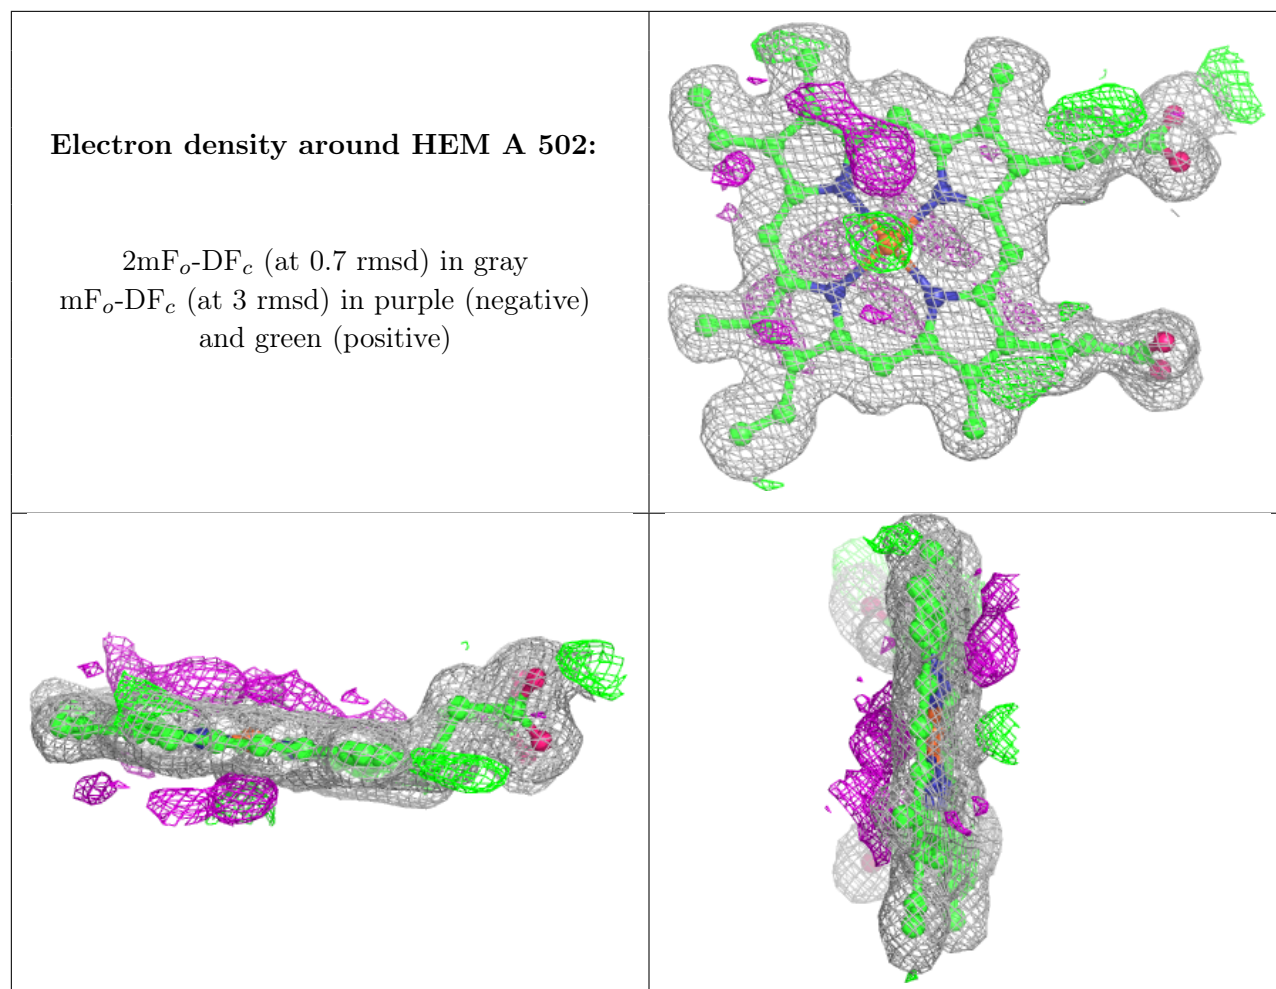 Electron density around HEM A 502:
2mFₒ-DF𝑐 (at 0.7 rmsd) in gray
mFₒ-DF𝑐 (at 3 rmsd) in purple (negative)
and green (positive)